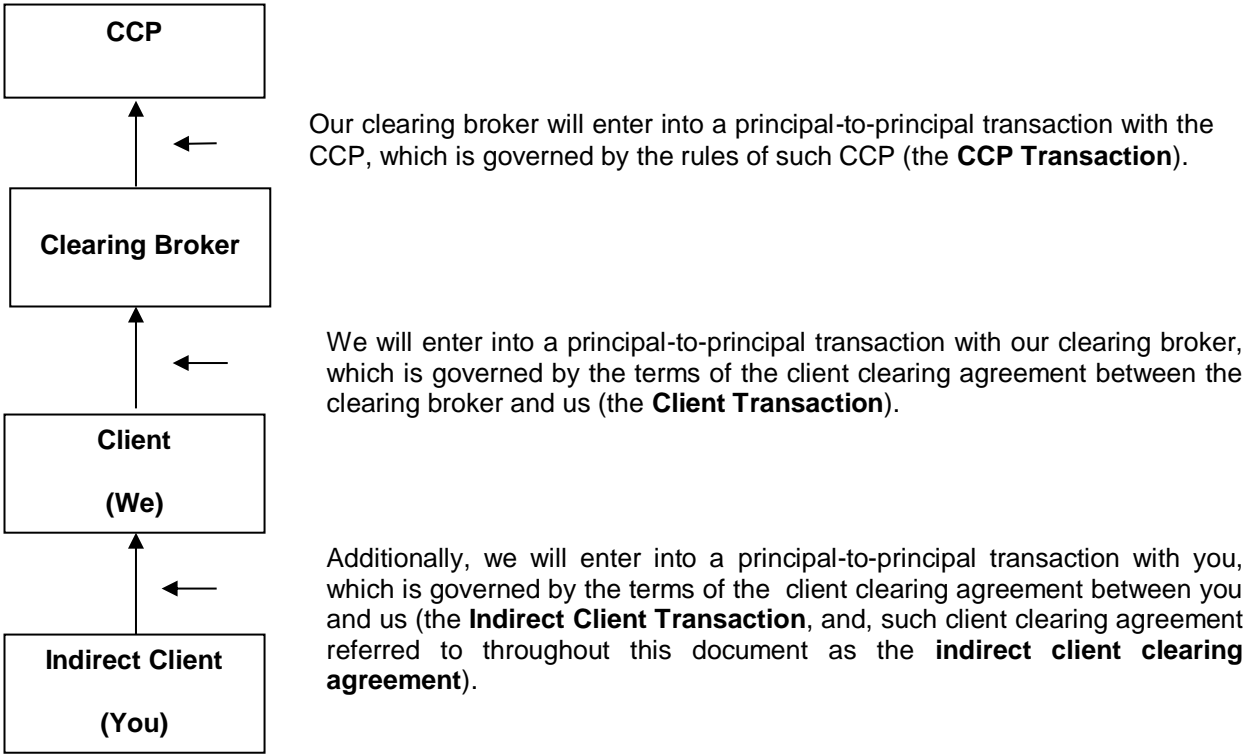 CCP
Our clearing broker will enter into a principal-to-principal transaction with the
CCP, which is governed by the rules of such CCP (the CCP Transaction).
Clearing Broker
We will enter into a principal-to-principal transaction with our clearing broker,
which is governed by the terms of the client clearing agreement between the
clearing broker and us (the Client Transaction).
Client
(We)
Additionally, we will enter into a principal-to-principal transaction with you,
which is governed by the terms of the client clearing agreement between you
and us (the Indirect Client Transaction, and, such client clearing agreement
referred to throughout this document as the indirect client clearing
agreement).
Indirect Client
(You)